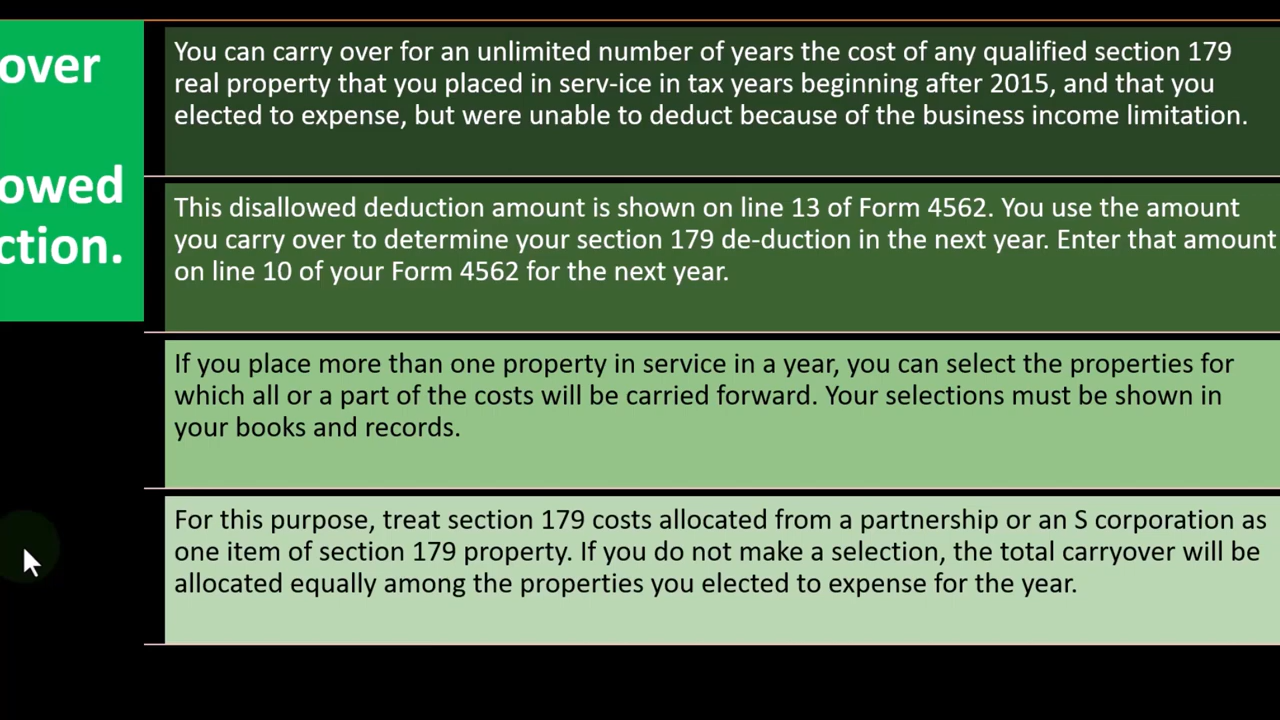 over
owed
ction.
You can carry over for an unlimited number of years the cost of any qualified section 179
real property that you placed in serv-ice in tax years beginning after 2015, and that you
elected to expense, but were unable to deduct because of the business income limitation.
This disallowed deduction amount is shown on line 13 of Form 4562. You use the amount
you carry over to determine your section 179 de-duction in the next year. Enter that amount
on line 10 of your Form 4562 for the next year.
If you place more than one property in service in a year, you can select the properties for
which all or a part of the costs will be carried forward. Your selections must be shown in
your books and records.
For this purpose, treat section 179 costs allocated from a partnership or an S corporation as
one item of section 179 property. If you do not make a selection, the total carryover will be
allocated equally among the properties you elected to expense for the year.